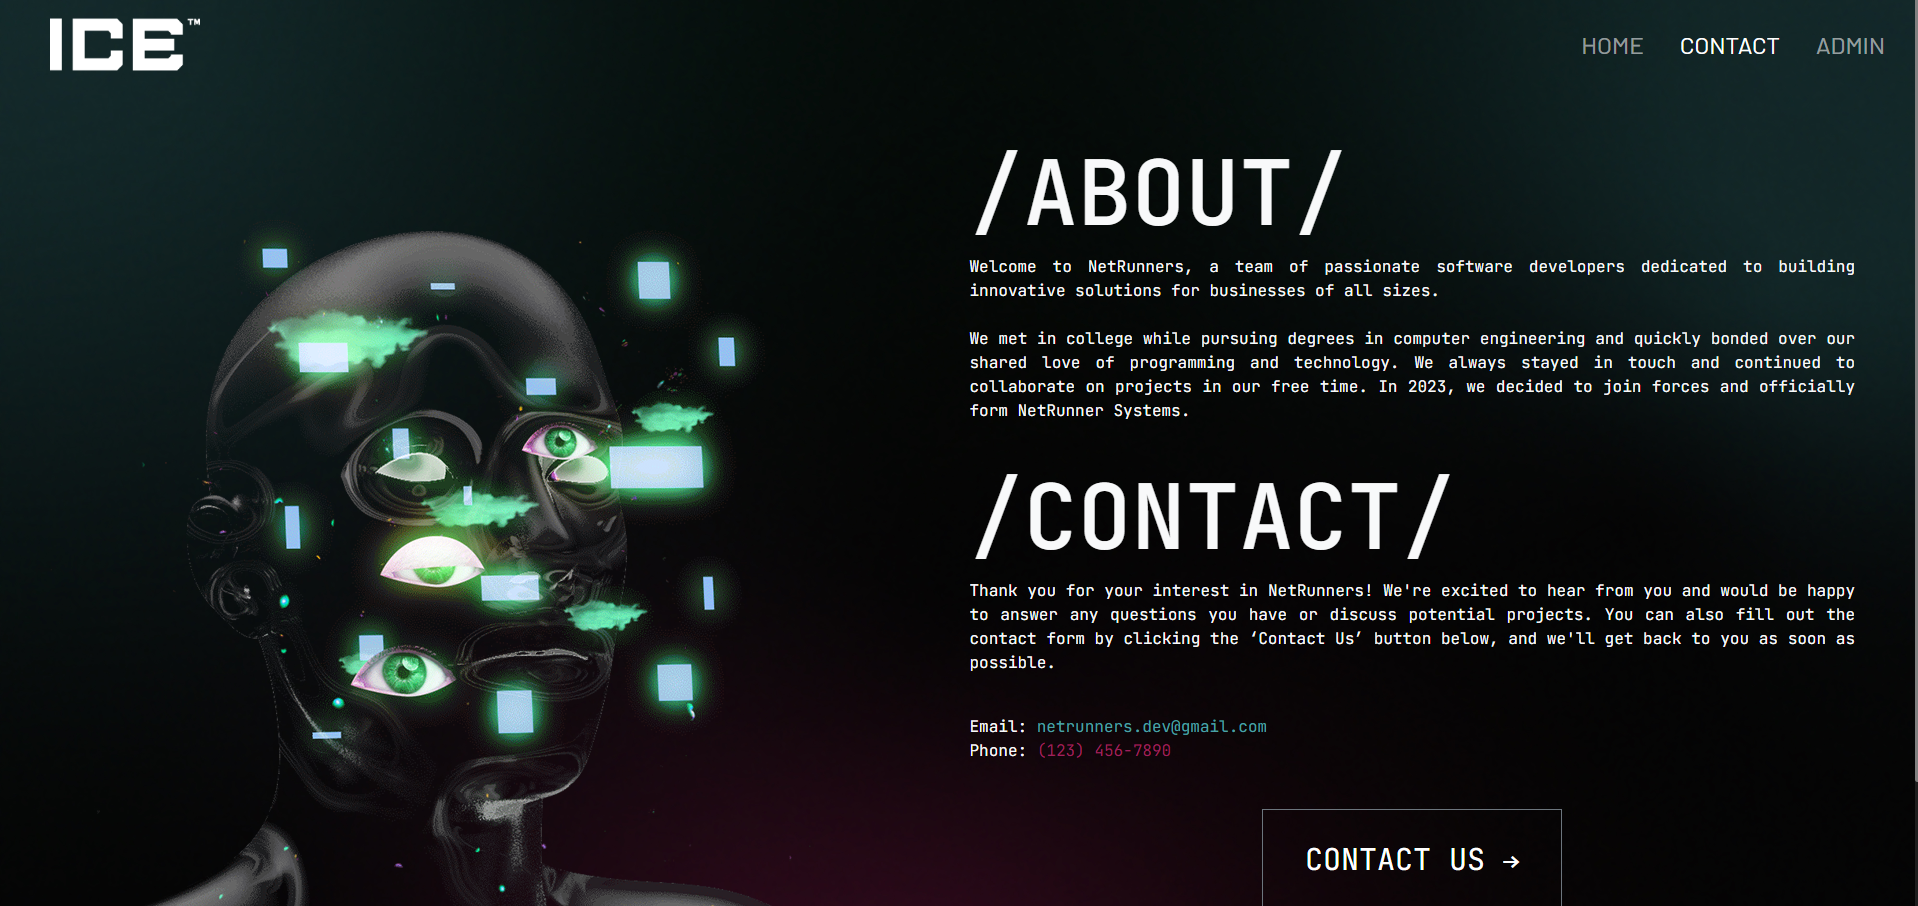 ICE™
HOME CONTACT ADMIN
/ABOUT/
Welcome to NetRunners, a team of passionate software developers dedicated to building
innovative solutions for businesses of all sizes.
We met in college while pursuing degrees in computer engineering and quickly bonded over our
shared love of programming and technology. We always stayed in touch and continued to
collaborate on projects in our free time. In 2023, we decided to join forces and officially
form NetRunner Systems.
/CONTACT/
Thank you for your interest in NetRunners! We're excited to hear from you and would be happy
to answer any questions you have or discuss potential projects. You can also fill out the
contact form by clicking the ‘Contact Us’ button below, and we'll get back to you as soon as
possible.
Email: netrunners.dev@gmail.com
Phone: (123) 456-7890
CONTACT US →